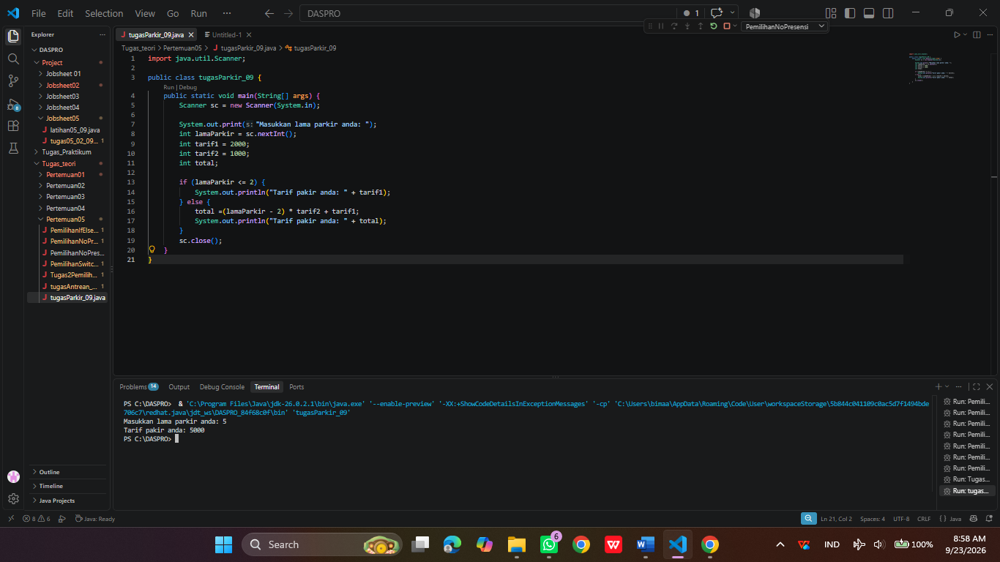 File Edit Selection View Go Run ···
DASPRO
1
PemilihanNoPresensi
Explorer ···
tugasParkir_09.java
Untitled-1
DASPRO
Project
Jobsheet 01
Jobsheet02
Jobsheet03
Jobsheet04
Jobsheet05
latihan05_09.java
tugas05_02_09... 1
Tugas_Praktikum
Tugas_teori
Pertemuan01
Pertemuan02
Pertemuan03
Pertemuan04
Pertemuan05
PemilihanIfElse... 1
PemilihanNoPr... 1
PemilihanNoPres...
PemilihanSwitc... 1
Tugas2Pemilih... 1
tugasAntrean_... 1
tugasParkir_09.java
Outline
Timeline
Java Projects
8
Tugas_teori > Pertemuan05 > tugasParkir_09.java > tugasParkir_09
1 import java.util.Scanner;
2
3 public class tugasParkir_09 {
Run | Debug
4 public static void main(String[] args) {
5 Scanner sc = new Scanner(System.in);
6
7 System.out.print(s: "Masukkan lama parkir anda: ");
8 int lamaParkir = sc.nextInt();
9 int tarif1 = 2000;
10 int tarif2 = 1000;
11 int total;
12
13 if (lamaParkir <= 2) {
14 System.out.println("Tarif pakir anda: " + tarif1);
15 } else {
16 total =(lamaParkir - 2) * tarif2 + tarif1;
17 System.out.println("Tarif pakir anda: " + total);
18 }
19 sc.close();
20 }
21 }
Problems 14 Output Debug Console Terminal Ports
PS C:\DASPRO> & 'C:\Program Files\Java\jdk-26.0.2.1\bin\java.exe' '--enable-preview' '-XX:+ShowCodeDetailsInExceptionMessages' '-cp' 'C:\Users\bimaa\AppData\Roaming\Code\User\workspaceStorage\5b844c041109c0ac5d7f1494bde
706c7\redhat.java\jdt_ws\DASPRO_84f68c0f\bin' 'tugasParkir_09'
Masukkan lama parkir anda: 5
Tarif pakir anda: 5000
PS C:\DASPRO>
Run: Pemili...
Run: Pemili...
Run: Pemili...
Run: Pemili...
Run: Pemili...
Run: Pemili...
Run: Pemili...
Run: Tugas...
Run: tugas...
8 6 Java: Ready
Ln 21, Col 2 Spaces: 4 UTF-8 CRLF { } Java
Search
6
IND
100%
8:58 AM
9/23/2026